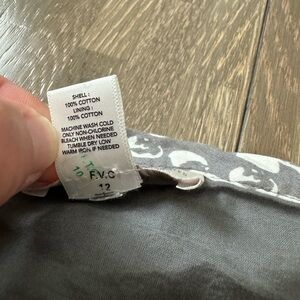 SHELL :
100% COTTON
LINING :
100% COTTON
MACHINE WASH COLD
ONLY NON-CHLORINE
BLEACH WHEN NEEDED
TUMBLE DRY LOW
WARM IRON. IF NEEDED
F.V.C
12